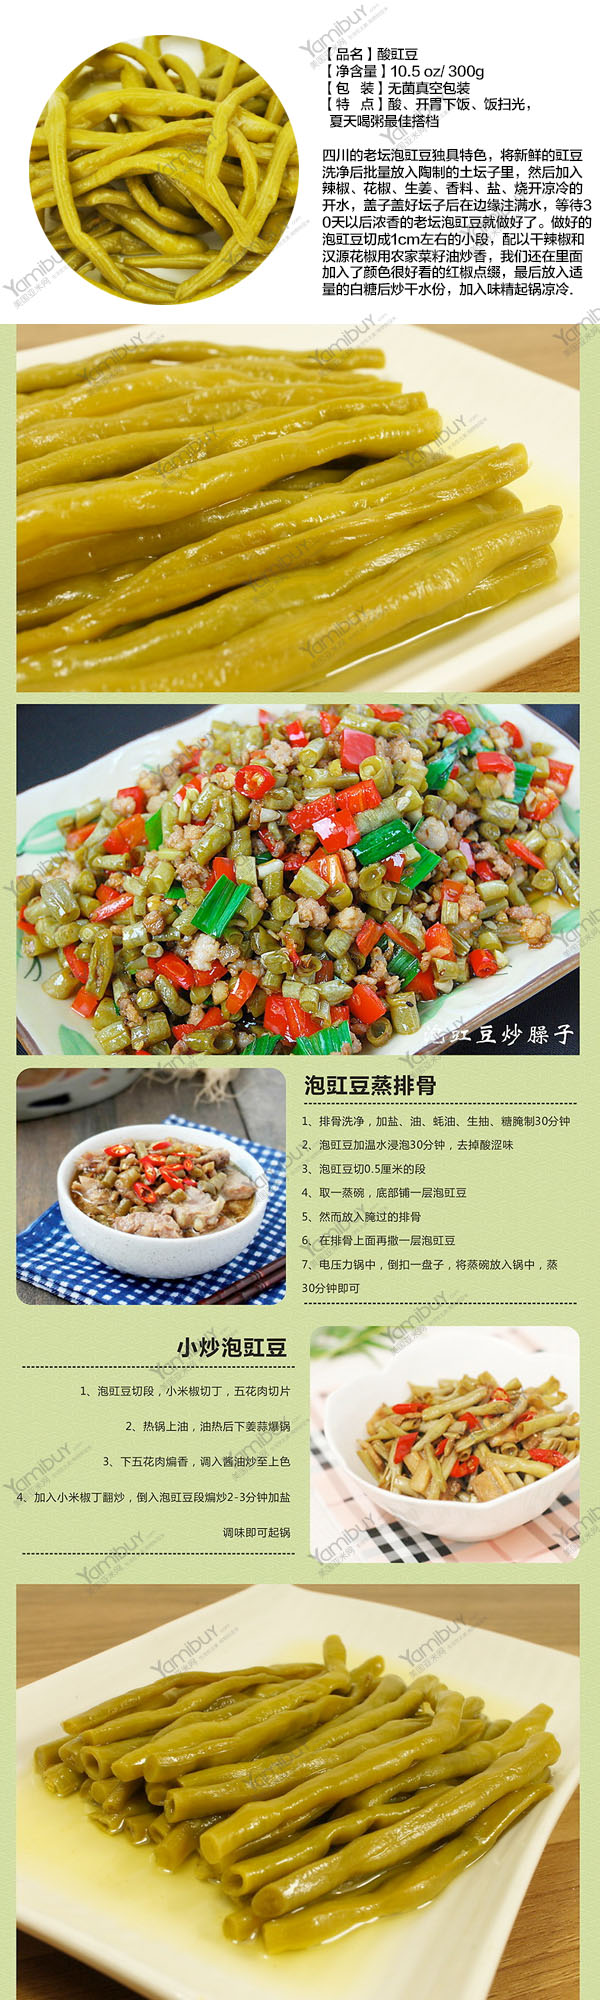 【品名】酸豇豆
【净含量】10.5 oz/ 300g
【包　装】无菌真空包装
【特　点】酸、开胃下饭、饭扫光，
夏天喝粥最佳搭档
四川的老坛泡豇豆独具特色，将新鲜的豇豆
洗净后批量放入陶制的土坛子里，然后加入
辣椒、花椒、生姜、香料、盐、烧开凉冷的
开水，盖子盖好坛子后在边缘注满水，等待30
天以后浓香的老坛泡豇豆就做好了。做好的
泡豇豆切成1cm左右的小段，配以干辣椒和
汉源花椒用农家菜籽油炒香，我们还在里面
加入了颜色很好看的红椒点缀，最后放入适
量的白糖后炒干水份，加入味精起锅凉冷.
泡豇豆炒臊子
泡豇豆蒸排骨
1、排骨洗净，加盐、油、蚝油、生抽、糖腌制30分钟
2、泡豇豆加温水浸泡30分钟，去掉酸涩味
3、泡豇豆切0.5厘米的段
4、取一蒸碗，底部铺一层泡豇豆
5、然而放入腌过的排骨
6、在排骨上面再撒一层泡豇豆
7、电压力锅中，倒扣一盘子，将蒸碗放入锅中，蒸
30分钟即可
小炒泡豇豆
1、泡豇豆切段，小米椒切丁，五花肉切片
2、热锅上油，油热后下姜蒜爆锅
3、下五花肉煸香，调入酱油炒至上色
4、加入小米椒丁翻炒，倒入泡豇豆段煸炒2-3分钟加盐
调味即可起锅
Yamibuy.com
美国亚米网